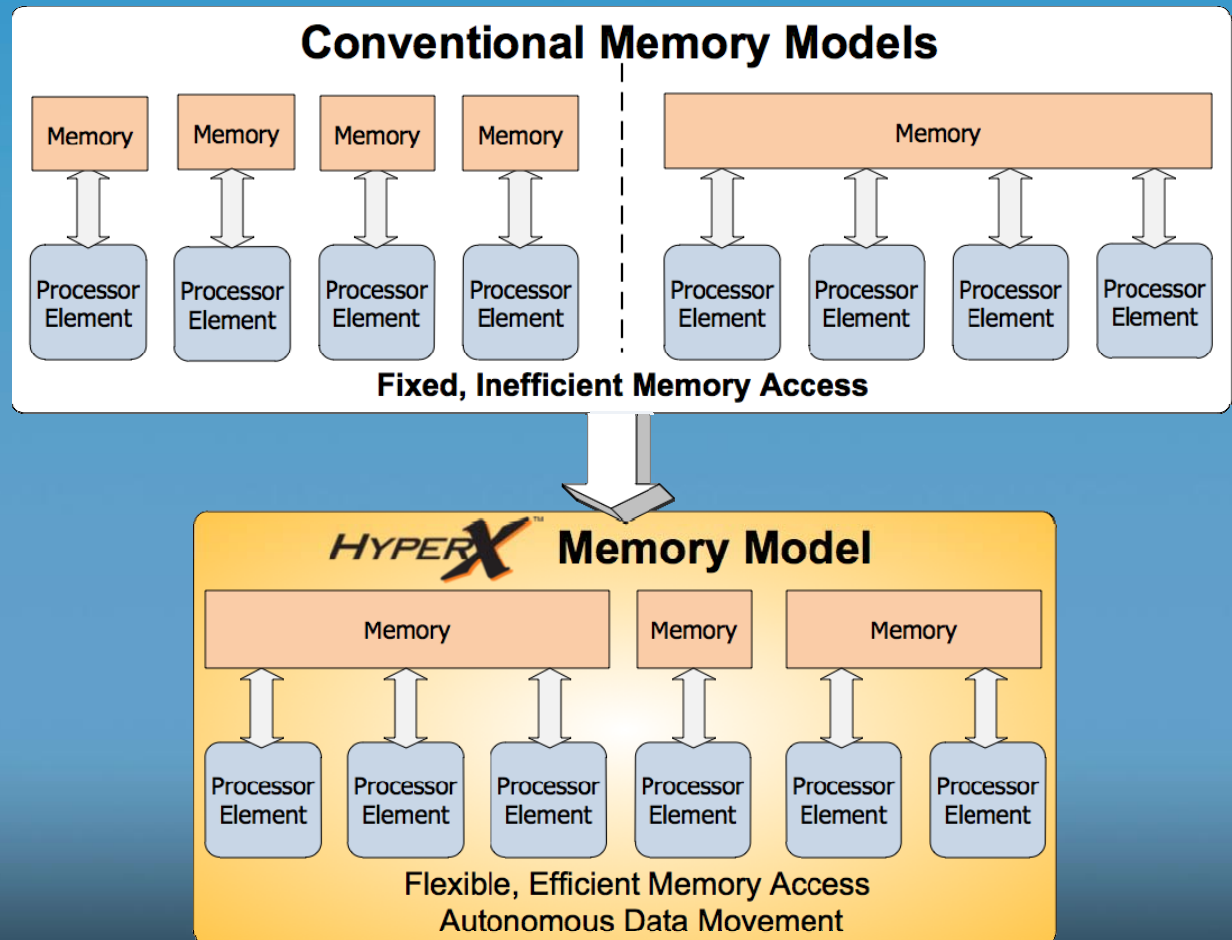 Conventional Memory Models
Memory
Memory
Memory
Memory
Memory
Processor
Element
Processor
Element
Processor
Element
Processor
Element
Processor
Element
Processor
Element
Processor
Element
Processor
Element
Fixed, Inefficient Memory Access
HYPERX™ Memory Model
Memory
Memory
Memory
Processor
Element
Processor
Element
Processor
Element
Processor
Element
Processor
Element
Processor
Element
Flexible, Efficient Memory Access
Autonomous Data Movement